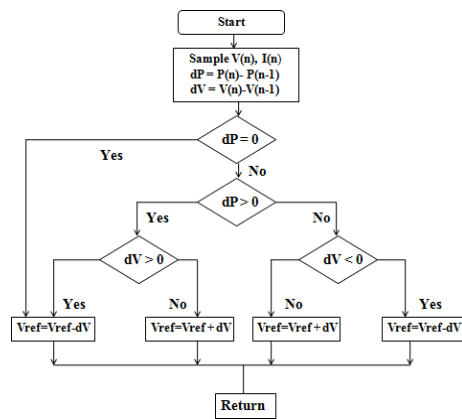 Start
Sample V(n), I(n)
dP = P(n)- P(n-1)
dV = V(n)-V(n-1)
dP = 0
Yes
No
dP > 0
Yes
No
dV > 0
dV < 0
Yes
No
No
Yes
Vref=Vref-dV
Vref=Vref + dV
Vref=Vref + dV
Vref=Vref-dV
Return